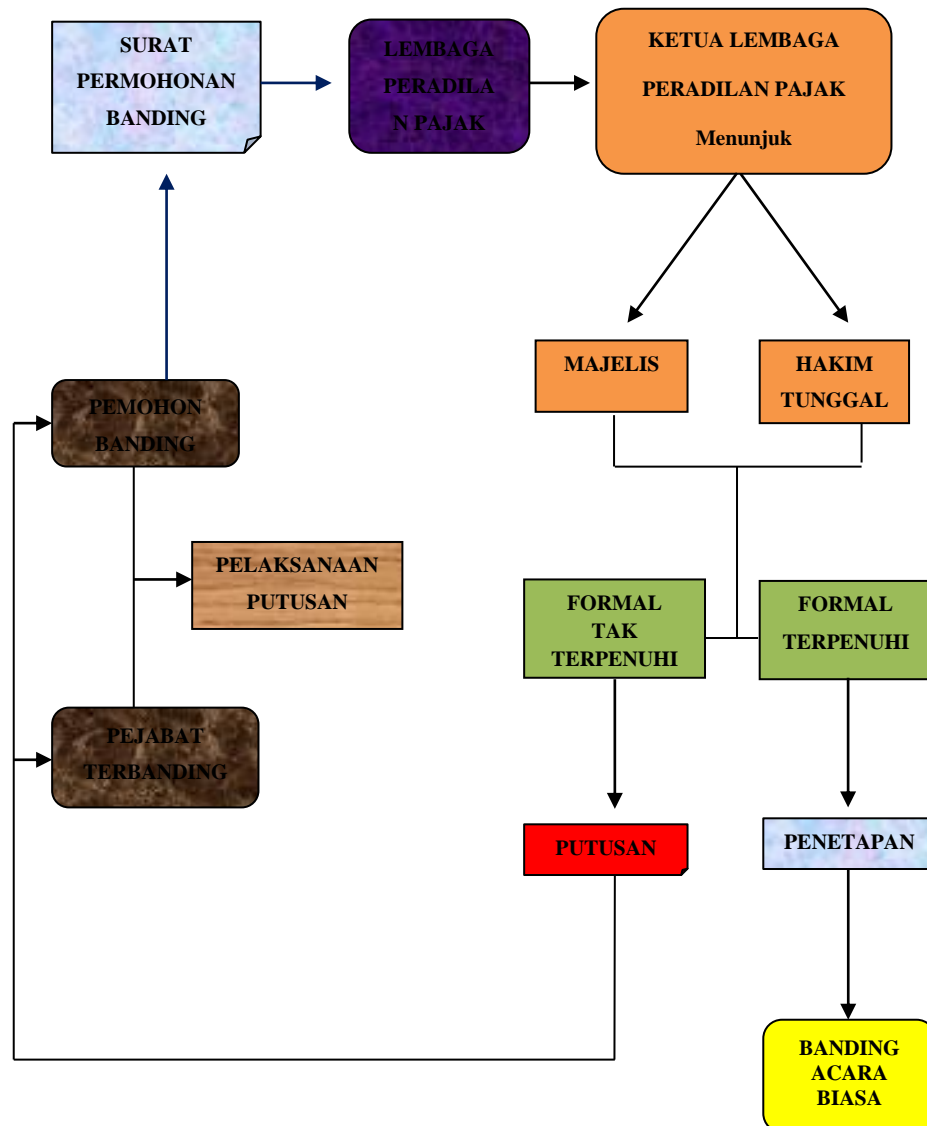 SURAT
PERMOHONAN
BANDING
LEMBAGA
PERADILA
N PAJAK
KETUA LEMBAGA
PERADILAN PAJAK
Menunjuk
MAJELIS
HAKIM
TUNGGAL
PEMOHON
BANDING
PELAKSANAAN
PUTUSAN
FORMAL
TAK
TERPENUHI
FORMAL
TERPENUHI
PEJABAT
TERBANDING
PUTUSAN
PENETAPAN
BANDING
ACARA
BIASA